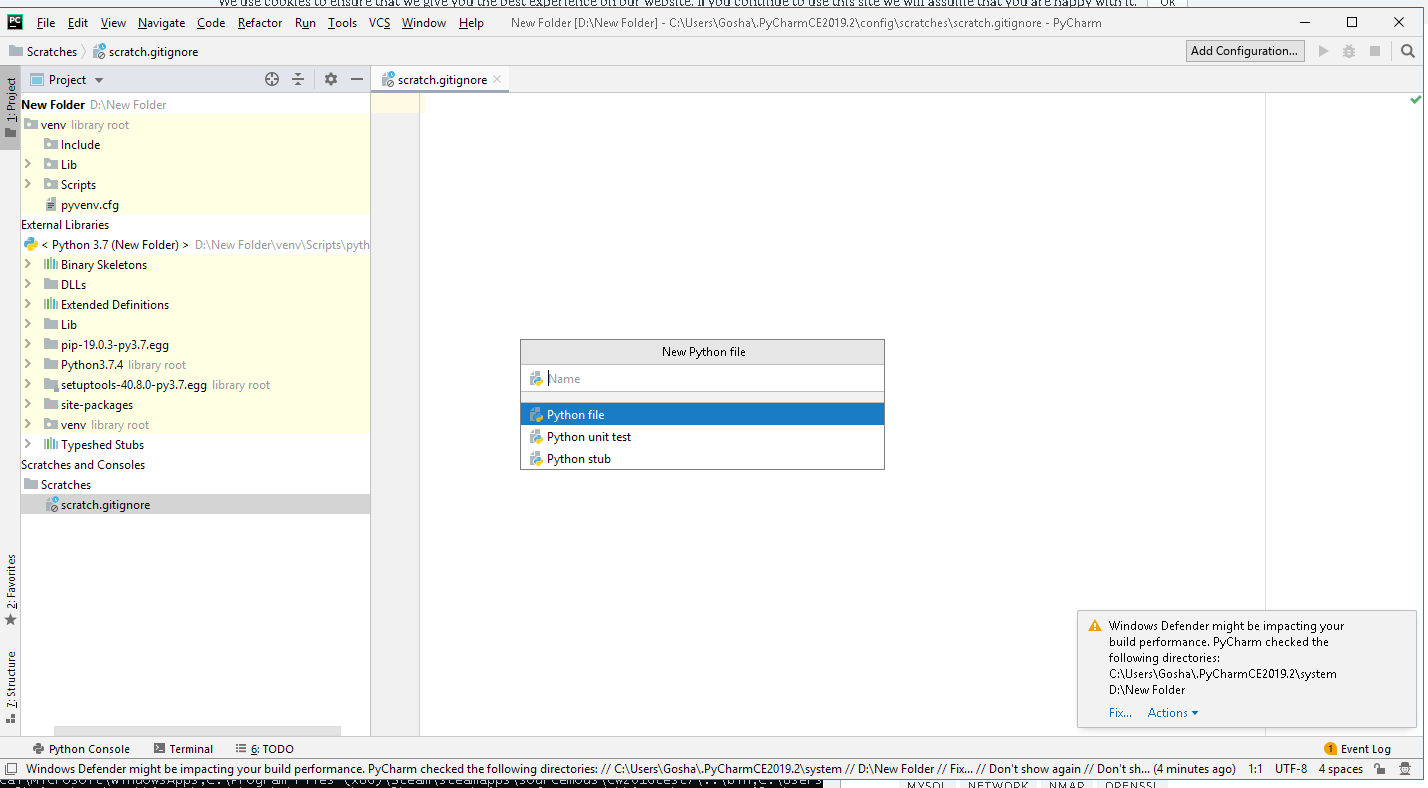 We use cookies to ensure that we give you the best experience on our website. If you continue to use this site we will assume that you are happy with it. Ok
PC File Edit View Navigate Code Refactor Run Tools VCS Window Help New Folder [D:\New Folder] - C:\Users\Gosha\.PyCharmCE2019.2\config\scratches\scratch.gitignore - PyCharm
Scratches scratch.gitignore Add Configuration...
Project scratch.gitignore
1: Project
New Folder D:\New Folder
venv library root
Include
Lib
Scripts
pyvenv.cfg
External Libraries
< Python 3.7 (New Folder) > D:\New Folder\venv\Scripts\pyth
Binary Skeletons
DLLs
Extended Definitions
Lib
pip-19.0.3-py3.7.egg
Python3.7.4 library root
setuptools-40.8.0-py3.7.egg library root
site-packages
venv library root
Typeshed Stubs
Scratches and Consoles
Scratches
scratch.gitignore
New Python file
Name
Python file
Python unit test
Python stub
2: Favorites
Z: Structure
Windows Defender might be impacting your
build performance. PyCharm checked the
following directories:
C:\Users\Gosha\.PyCharmCE2019.2\system
D:\New Folder
Fix... Actions
Python Console Terminal 6: TODO 1 Event Log
Windows Defender might be impacting your build performance. PyCharm checked the following directories: // C:\Users\Gosha\.PyCharmCE2019.2\system // D:\New Folder // Fix... // Don't show again // Don't sh... (4 minutes ago) 1:1 UTF-8 4 spaces
MYSQL NETWORK NMAP OPENSSL